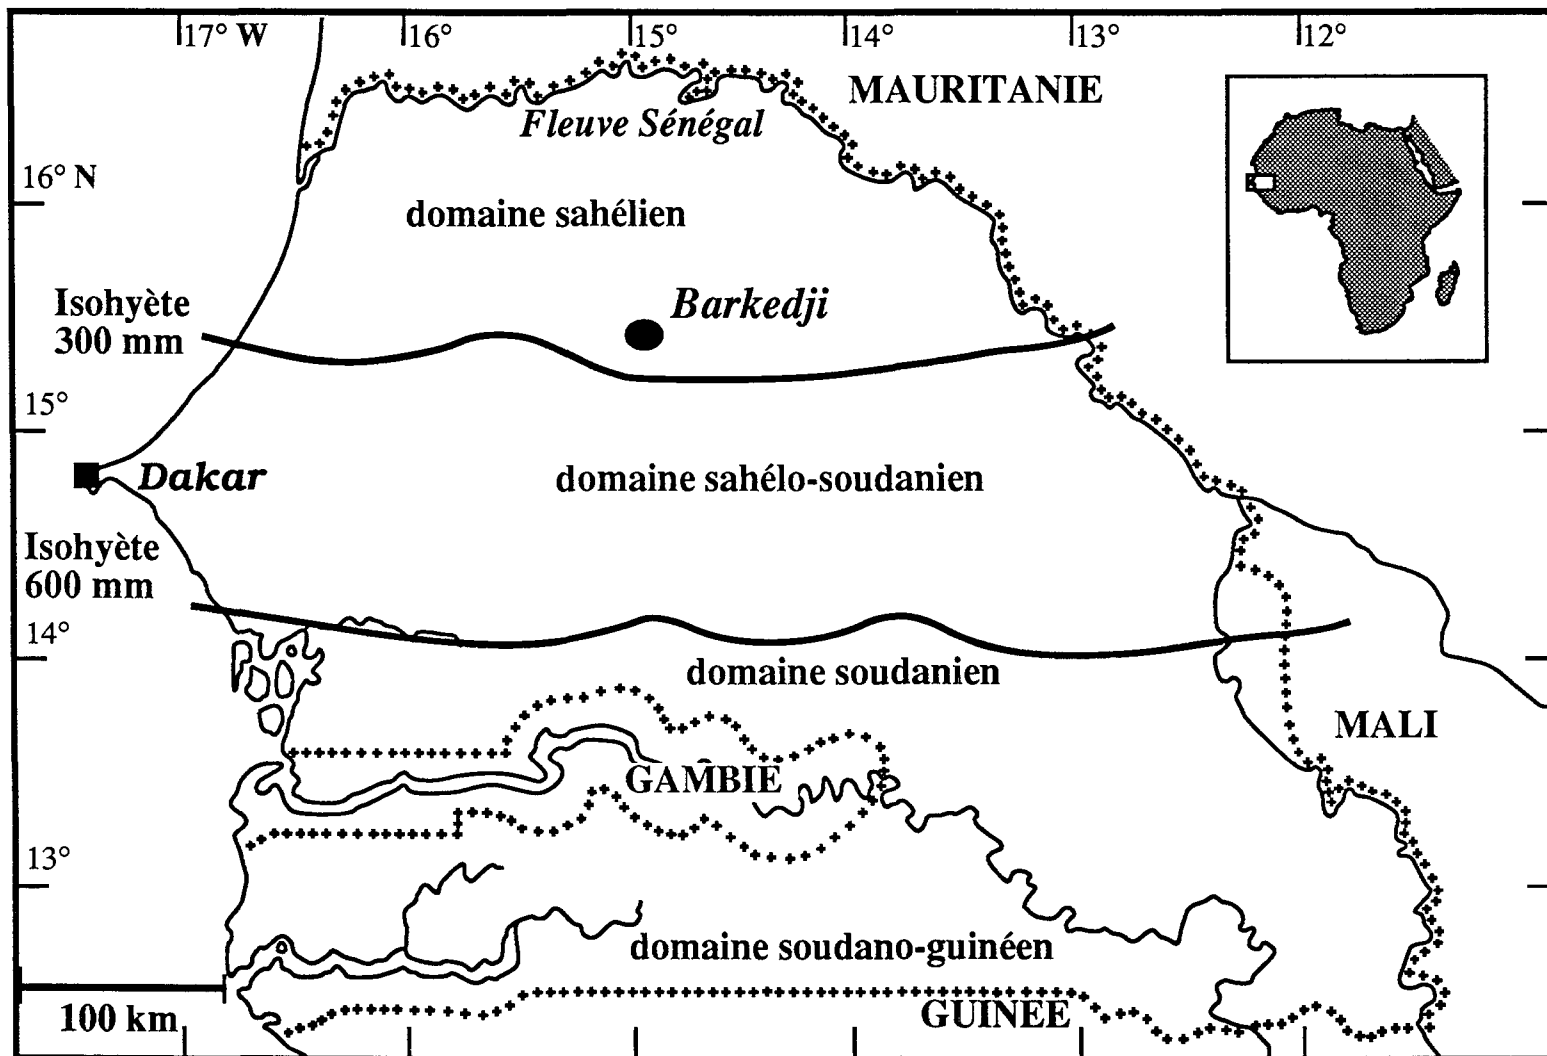 17° W
16°
15°
14°
13°
12°
MAURITANIE
Fleuve Sénégal
16° N
domaine sahélien
Isohyète
300 mm
Barkedji
15°
Dakar
domaine sahélo-soudanien
Isohyète
600 mm
14°
domaine soudanien
MALI
GAMBIE
13°
domaine soudano-guinéen
100 km
GUINEE